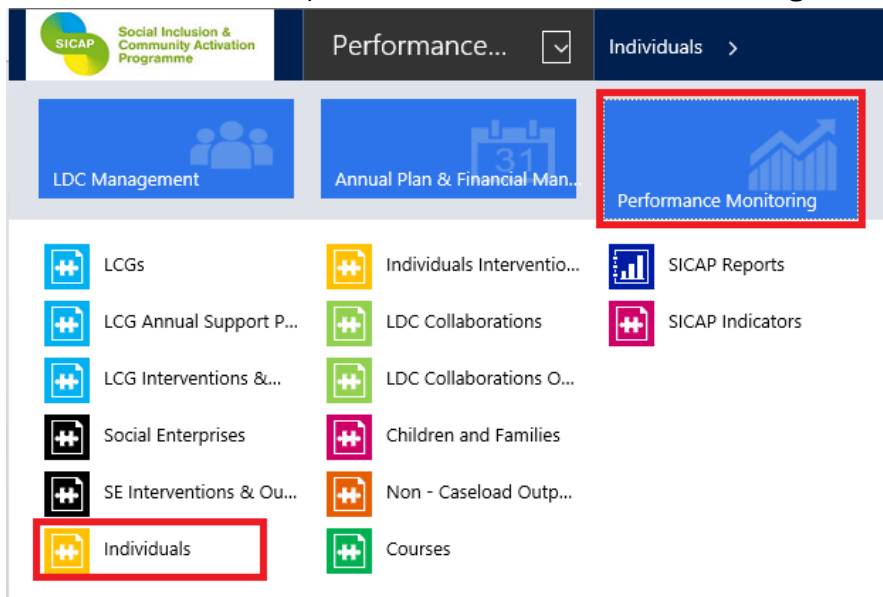 SICAP
Social Inclusion &
Community Activation
Programme
Performance...
Individuals >
LDC Management
31
Annual Plan & Financial Man...
Performance Monitoring
LCGs
Individuals Interventio...
SICAP Reports
LCG Annual Support P...
LDC Collaborations
SICAP Indicators
LCG Interventions &...
LDC Collaborations O...
Social Enterprises
Children and Families
SE Interventions & Ou...
Non - Caseload Outp...
Individuals
Courses